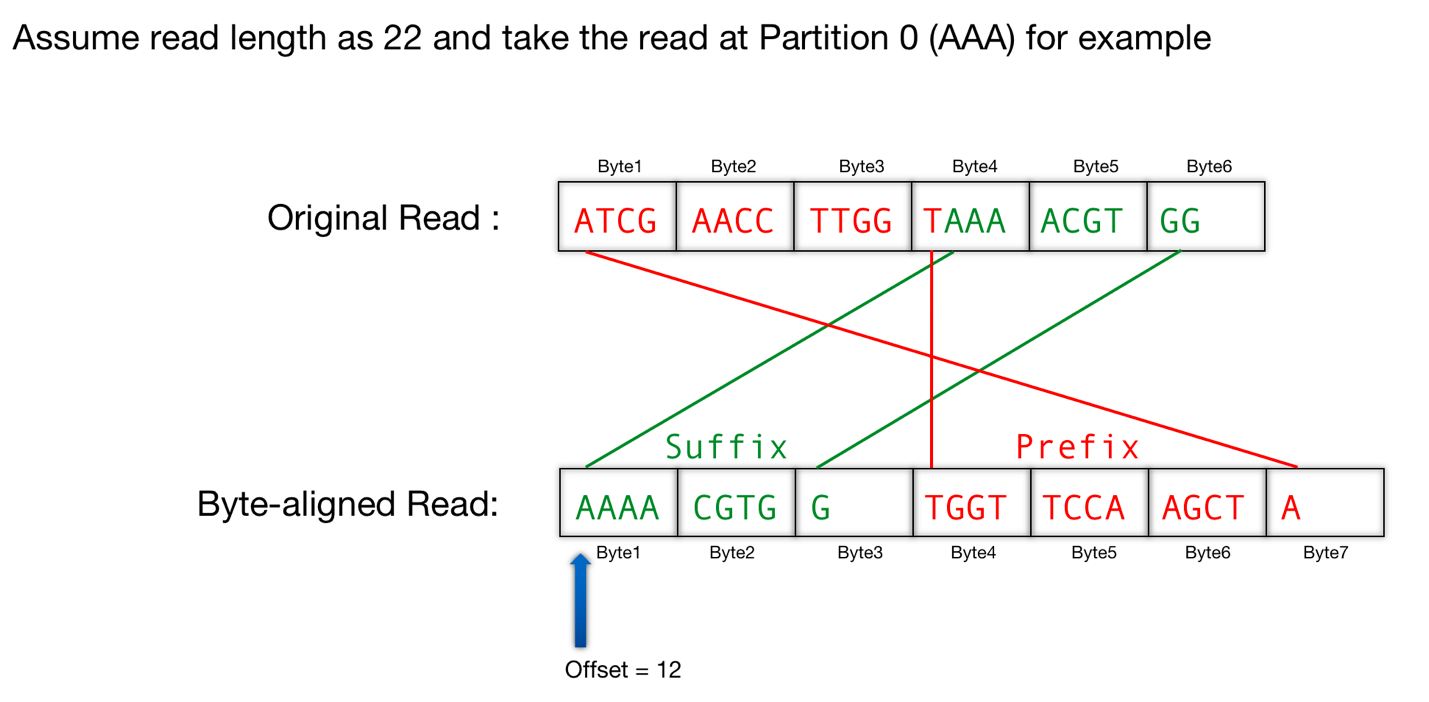 Assume read length as 22 and take the read at Partition 0 (AAA) for example
Byte1 Byte2 Byte3 Byte4 Byte5 Byte6
Original Read : ATCG AACC TTGG TAAA ACGT GG
Suffix Prefix
Byte-aligned Read: AAAA CGTG G TGGT TCCA AGCT A
Byte1 Byte2 Byte3 Byte4 Byte5 Byte6 Byte7
Offset = 12